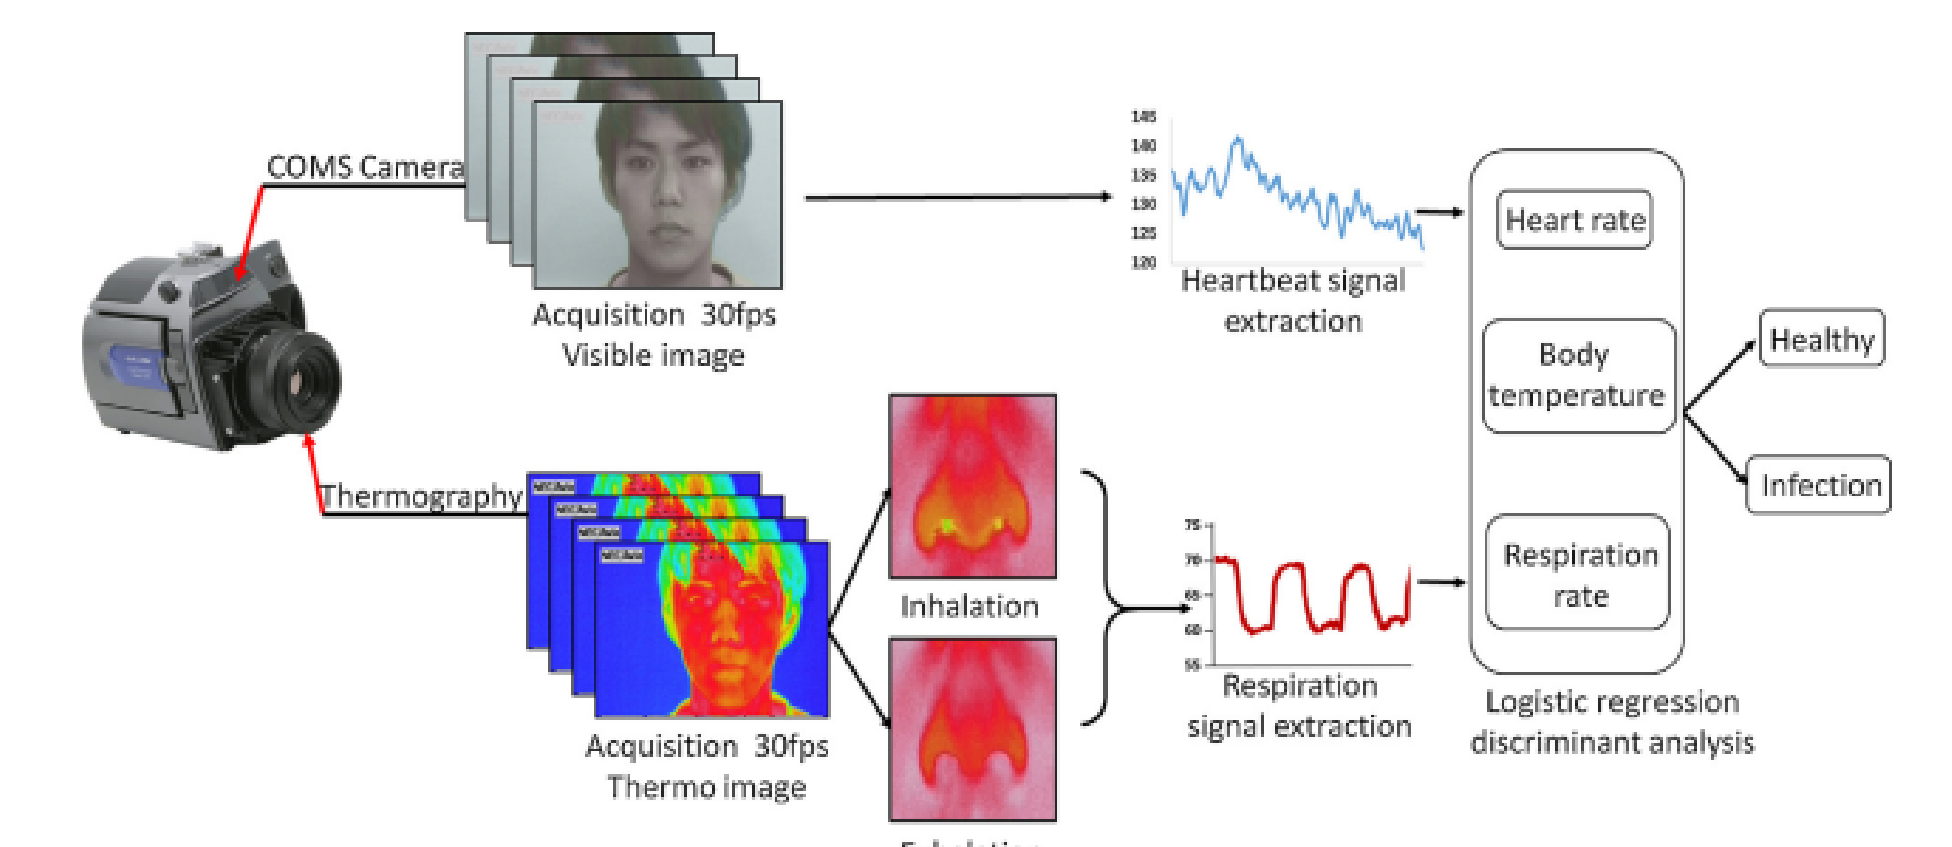 COMS Camera
Acquisition 30fps
Visible image
145
140
135
130
125
120
Heartbeat signal
extraction
Heart rate
Body
temperature
Respiration
rate
Healthy
Infection
Thermography
Acquisition 30fps
Thermo image
Inhalation
75
70
65
60
55
Respiration
signal extraction
Logistic regression
discriminant analysis